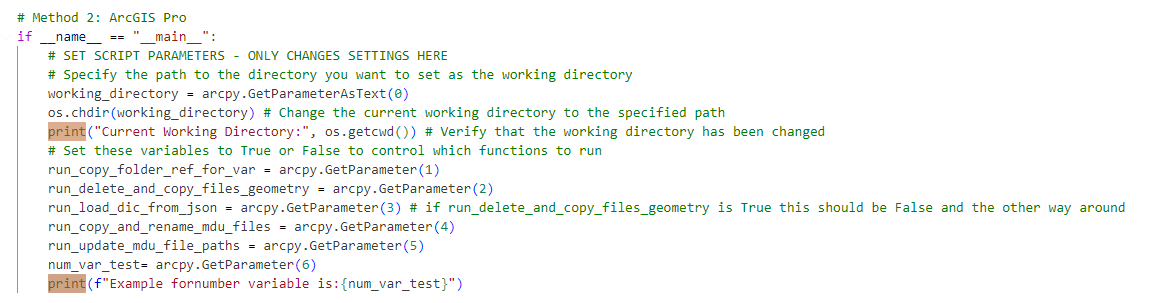 # Method 2: ArcGIS Pro
if __name__ == "__main__":
    # SET SCRIPT PARAMETERS - ONLY CHANGES SETTINGS HERE
    # Specify the path to the directory you want to set as the working directory
    working_directory = arcpy.GetParameterAsText(0)
    os.chdir(working_directory) # Change the current working directory to the specified path
    print("Current Working Directory:", os.getcwd()) # Verify that the working directory has been changed
    # Set these variables to True or False to control which functions to run
    run_copy_folder_ref_for_var = arcpy.GetParameter(1)
    run_delete_and_copy_files_geometry = arcpy.GetParameter(2)
    run_load_dic_from_json = arcpy.GetParameter(3) # if run_delete_and_copy_files_geometry is True this should be False and the other way around
    run_copy_and_rename_mdu_files = arcpy.GetParameter(4)
    run_update_mdu_file_paths = arcpy.GetParameter(5)
    num_var_test= arcpy.GetParameter(6)
    print(f"Example fornumber variable is:{num_var_test}")